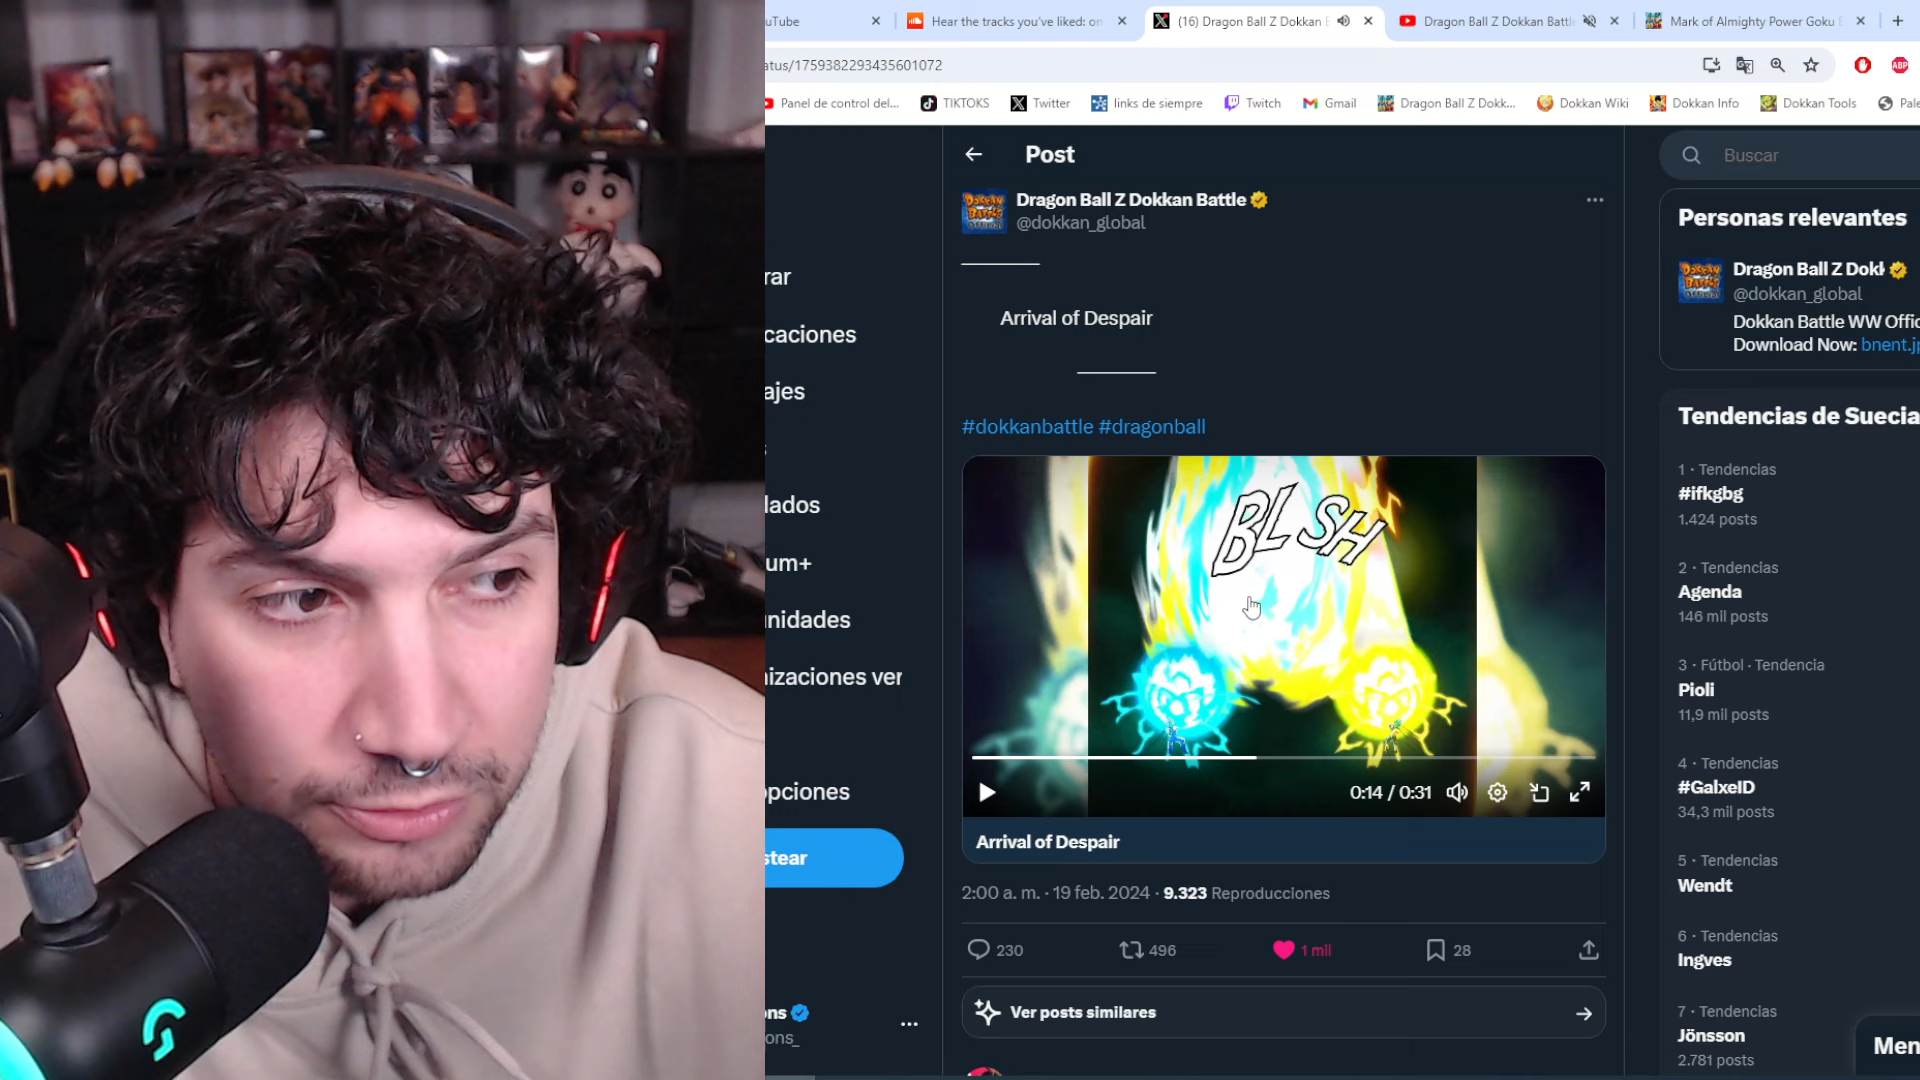 uTube
Hear the tracks you've liked: on
(16) Dragon Ball Z Dokkan B
Dragon Ball Z Dokkan Battl
Mark of Almighty Power Goku
atus/1759382293435601072
ABP
Panel de control del...
TIKTOKS
Twitter
links de siempre
Twitch
Gmail
Dragon Ball Z Dokk...
Dokkan Wiki
Dokkan Info
Dokkan Tools
Pale
Post
Buscar
Dragon Ball Z Dokkan Battle
@dokkan_global
Arrival of Despair
#dokkanbattle #dragonball
BL SH
0:14 / 0:31
Arrival of Despair
2:00 a. m. · 19 feb. 2024 · 9.323 Reproducciones
230
496
1 mil
28
Ver posts similares
rar
caciones
ajes
s
lados
um+
unidades
nizaciones ver
opciones
stear
ns
ons_
Personas relevantes
Dragon Ball Z Dokk
@dokkan_global
Dokkan Battle WW Offic
Download Now: bnent.jp
Tendencias de Suecia
1 · Tendencias
#ifkgbg
1.424 posts
2 · Tendencias
Agenda
146 mil posts
3 · Fútbol · Tendencia
Pioli
11,9 mil posts
4 · Tendencias
#GalxeID
34,3 mil posts
5 · Tendencias
Wendt
6 · Tendencias
Ingves
7 · Tendencias
Jönsson
2.781 posts
Men